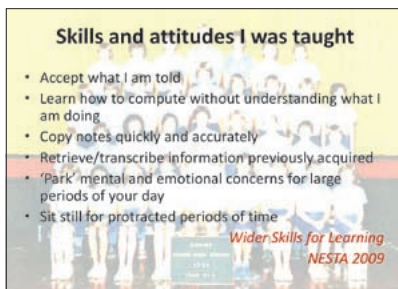 Skills and attitudes I was taught
• Accept what I am told
• Learn how to compute without understanding what I
am doing
• Copy notes quickly and accurately
• Retrieve/transcribe information previously acquired
• ‘Park’ mental and emotional concerns for large
periods of your day
• Sit still for protracted periods of time
Wider Skills for Learning
NESTA 2009